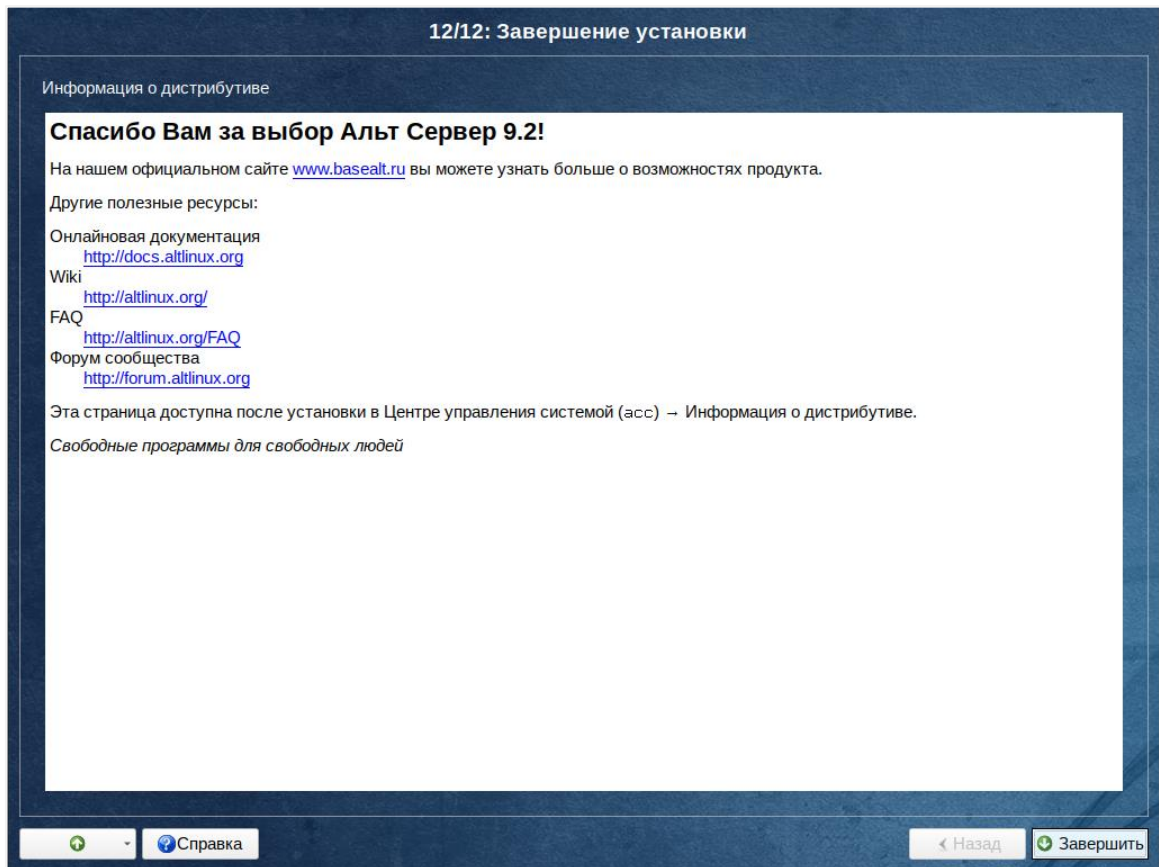 12/12: Завершение установки
Информация о дистрибутиве
Спасибо Вам за выбор Альт Сервер 9.2!
На нашем официальном сайте www.basealt.ru вы можете узнать больше о возможностях продукта.
Другие полезные ресурсы:
Онлайновая документация
http://docs.altlinux.org
Wiki
http://altlinux.org/
FAQ
http://altlinux.org/FAQ
Форум сообщества
http://forum.altlinux.org
Эта страница доступна после установки в Центре управления системой (acc) → Информация о дистрибутиве.
Свободные программы для свободных людей
Справка
Назад
Завершить